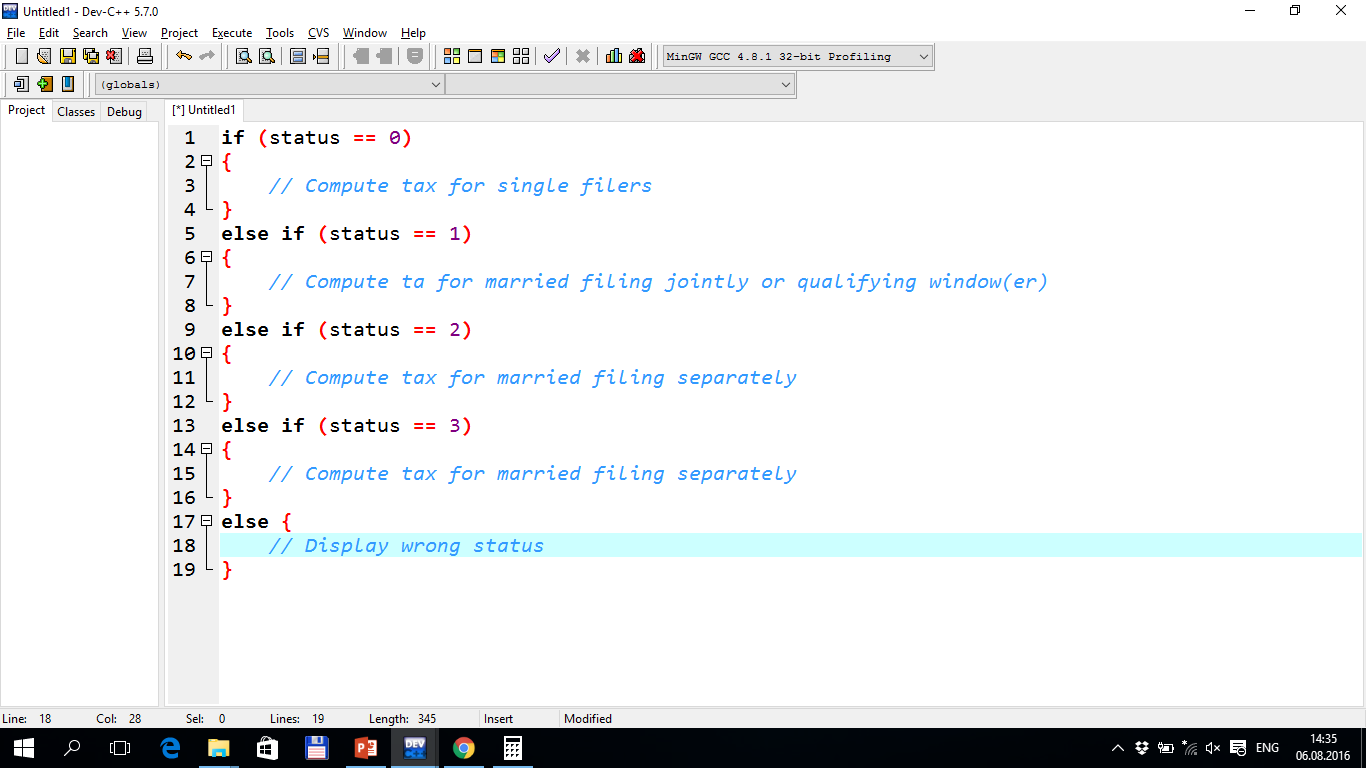 Untitled1 - Dev-C++ 5.7.0
File Edit Search View Project Execute Tools CVS Window Help
MinGW GCC 4.8.1 32-bit Profiling
(globals)
Project Classes Debug [*] Untitled1
1 if (status == 0)
2 {
3 // Compute tax for single filers
4 }
5 else if (status == 1)
6 {
7 // Compute ta for married filing jointly or qualifying window(er)
8 }
9 else if (status == 2)
10 {
11 // Compute tax for married filing separately
12 }
13 else if (status == 3)
14 {
15 // Compute tax for married filing separately
16 }
17 else {
18 // Display wrong status
19 }
Line: 18 Col: 28 Sel: 0 Lines: 19 Length: 345 Insert Modified
DEV ENG 14:35
06.08.2016